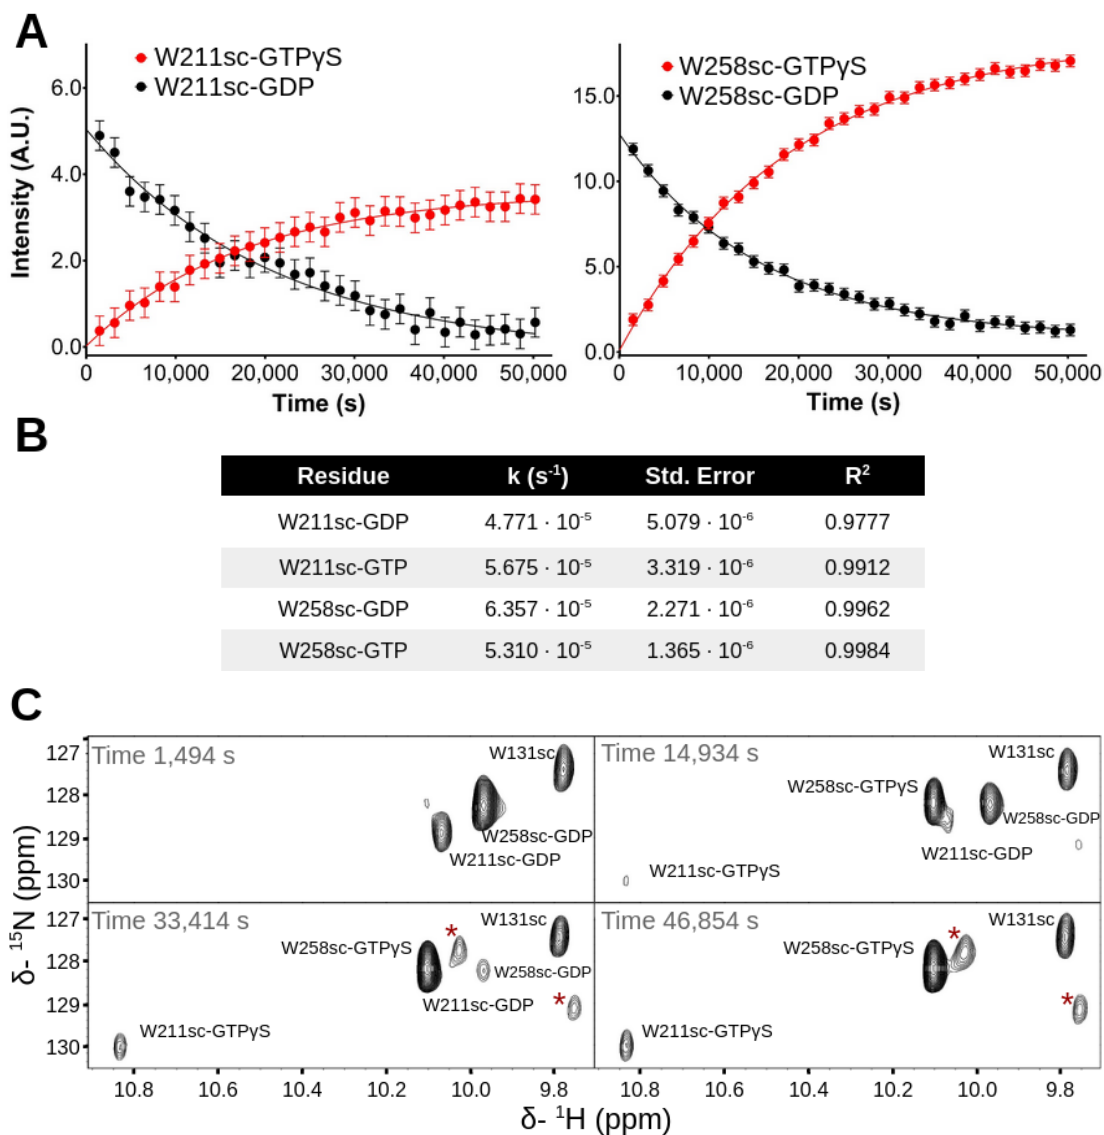 A
W211sc-GTPγS
W211sc-GDP
W258sc-GTPγS
W258sc-GDP
Intensity (A.U.)
6.0
4.0
2.0
0.0
15.0
10.0
5.0
0.0
0 10,000 20,000 30,000 40,000 50,000
0 10,000 20,000 30,000 40,000 50,000
Time (s)
Time (s)
B
Residue k (s⁻¹) Std. Error R²
W211sc-GDP 4.771 · 10⁻⁵ 5.079 · 10⁻⁶ 0.9777
W211sc-GTP 5.675 · 10⁻⁵ 3.319 · 10⁻⁶ 0.9912
W258sc-GDP 6.357 · 10⁻⁵ 2.271 · 10⁻⁶ 0.9962
W258sc-GTP 5.310 · 10⁻⁵ 1.365 · 10⁻⁶ 0.9984
C
δ- ¹⁵N (ppm)
127
128
129
130
Time 1,494 s
W131sc
W258sc-GDP
W211sc-GDP
Time 14,934 s
W131sc
W258sc-GTPγS
W258sc-GDP
W211sc-GDP
W211sc-GTPγS
127
128
129
130
Time 33,414 s
W131sc
*
W258sc-GTPγS
W258sc-GDP
*
W211sc-GDP
W211sc-GTPγS
Time 46,854 s
W131sc
*
W258sc-GTPγS
*
W211sc-GTPγS
10.8 10.6 10.4 10.2 10.0 9.8
10.8 10.6 10.4 10.2 10.0 9.8
δ- ¹H (ppm)